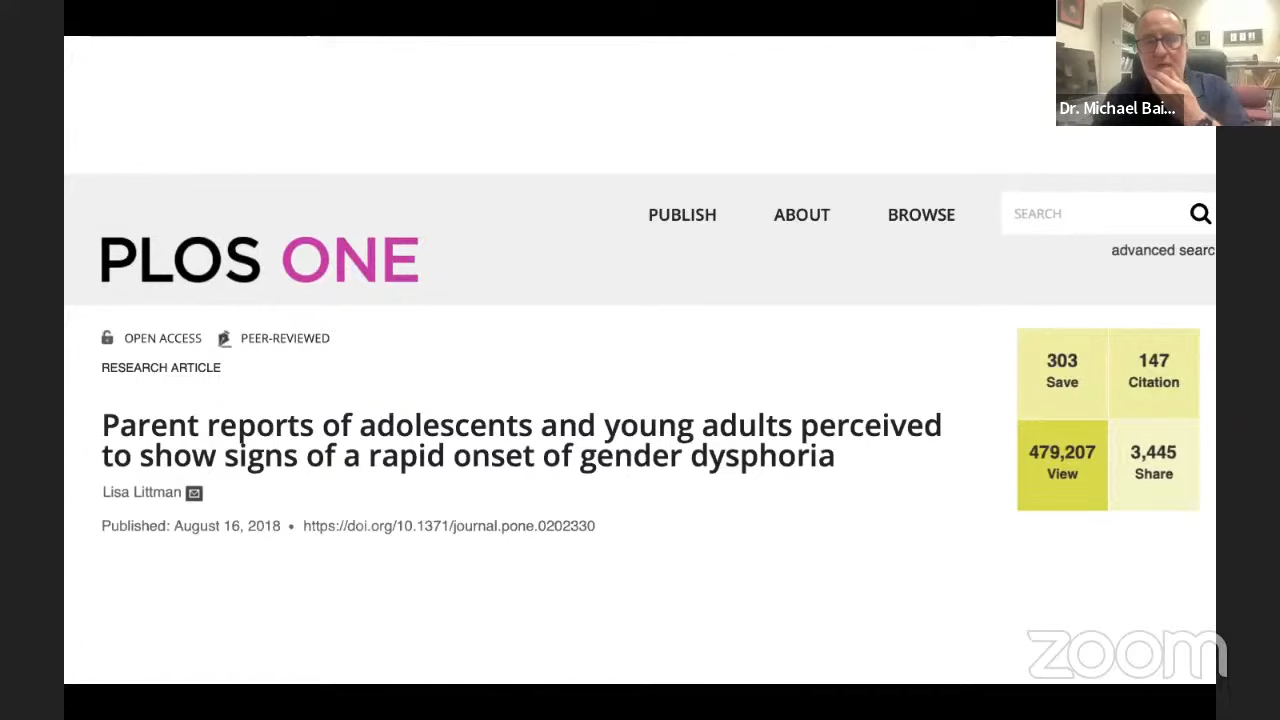 Dr. Michael Bai...
PUBLISH ABOUT BROWSE SEARCH
advanced searc
PLOS ONE
OPEN ACCESS PEER-REVIEWED
RESEARCH ARTICLE
303 147
Save Citation
Parent reports of adolescents and young adults perceived
to show signs of a rapid onset of gender dysphoria
479,207 3,445
View Share
Lisa Littman
Published: August 16, 2018 • https://doi.org/10.1371/journal.pone.0202330
zoom